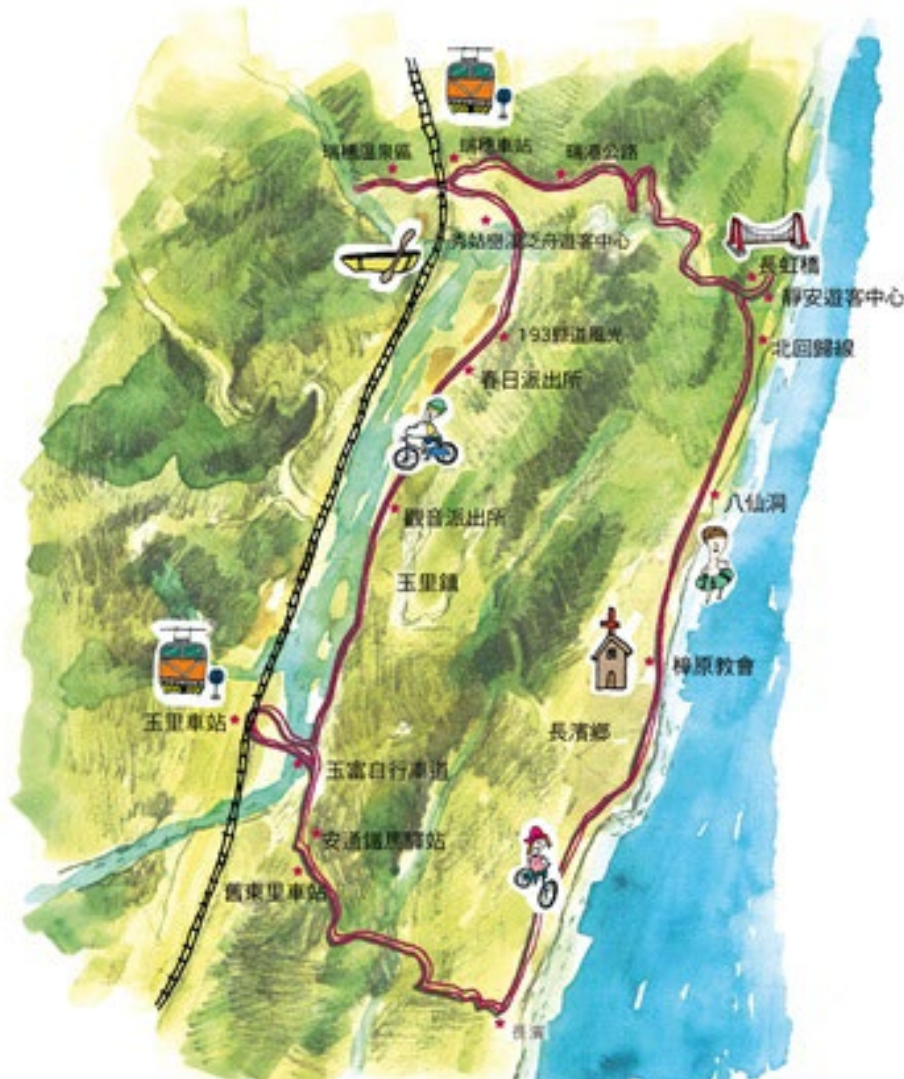 瑞穗車站
瑞港公路
瑞穗溫泉區
秀姑巒溪泛舟遊客中心
長虹橋
靜安遊客中心
193縣道風光
北回歸線
春日派出所
八仙洞
觀音派出所
玉里鎮
樟原教會
玉里車站
長濱鄉
玉富自行車道
安通鐵馬驛站
舊東里車站
長濱